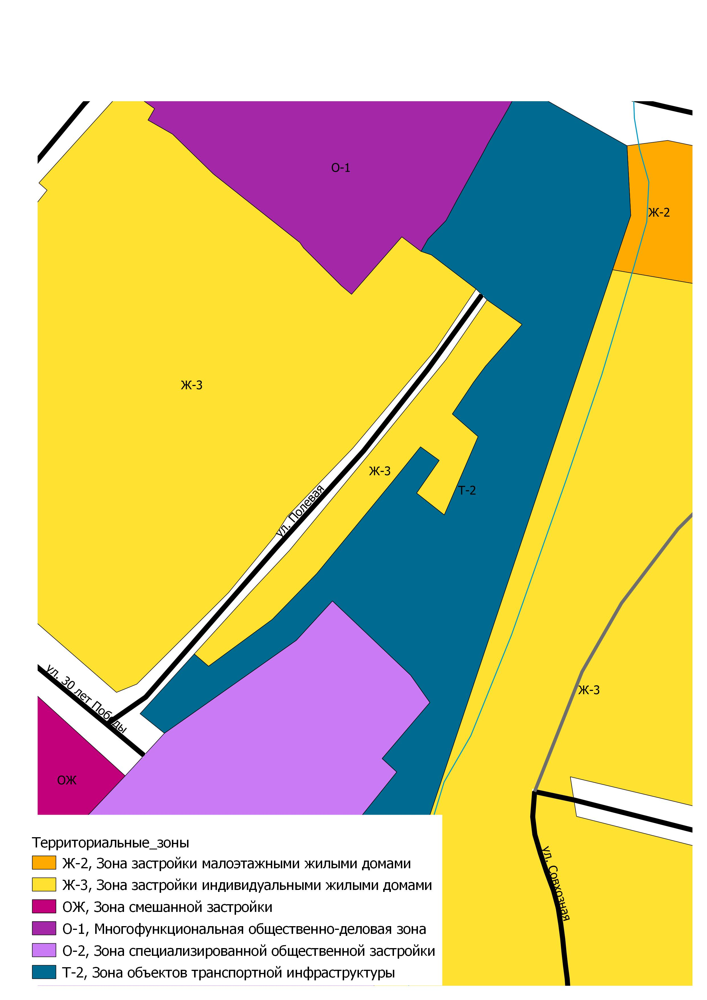 О-1
Ж-2
Ж-3
Ж-3
Т-2
ул. Полевая
ул. 30 лет Победы
Ж-3
ОЖ
ул. Совхозная
Территориальные_зоны
Ж-2, Зона застройки малоэтажными жилыми домами
Ж-3, Зона застройки индивидуальными жилыми домами
ОЖ, Зона смешанной застройки
О-1, Многофункциональная общественно-деловая зона
О-2, Зона специализированной общественной застройки
Т-2, Зона объектов транспортной инфраструктуры